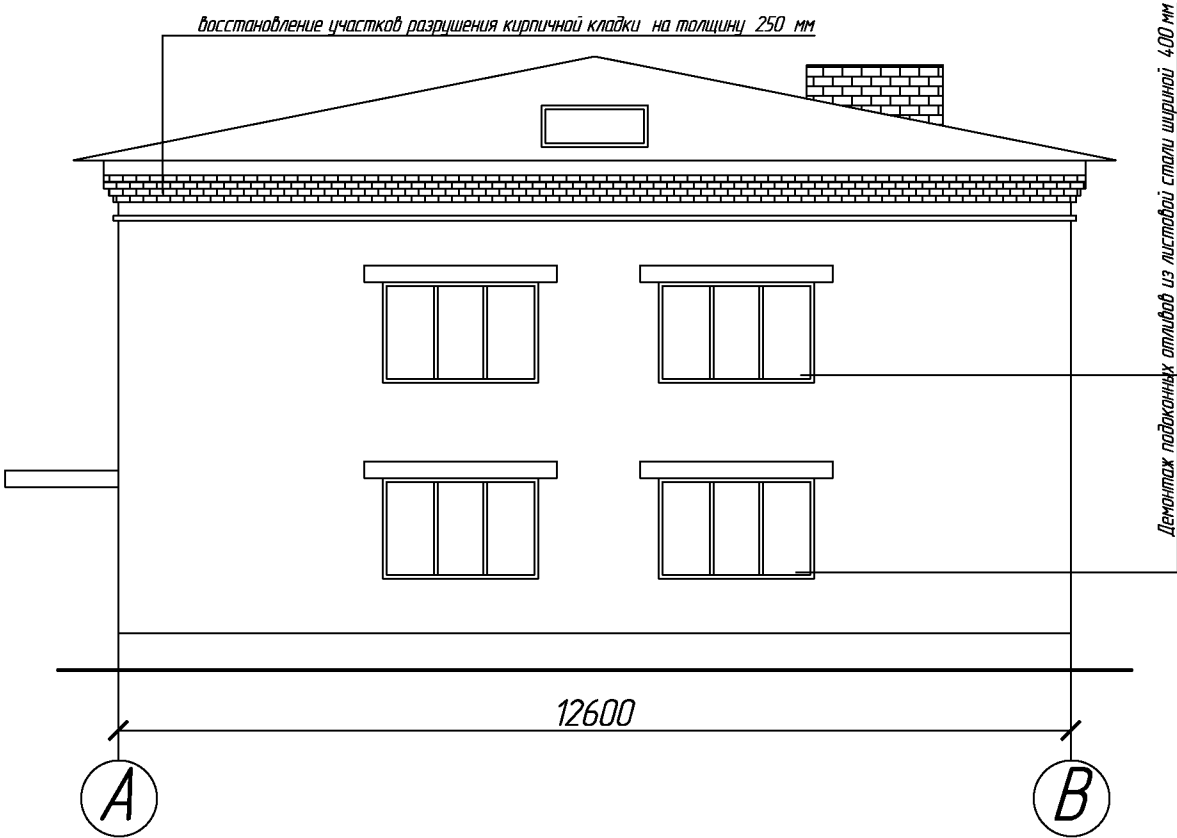 восстановление участков разрушения кирпичной кладки на толщину 250 мм
Демонтаж подоконных отливов из листовой стали шириной 400 мм
12600
А
В